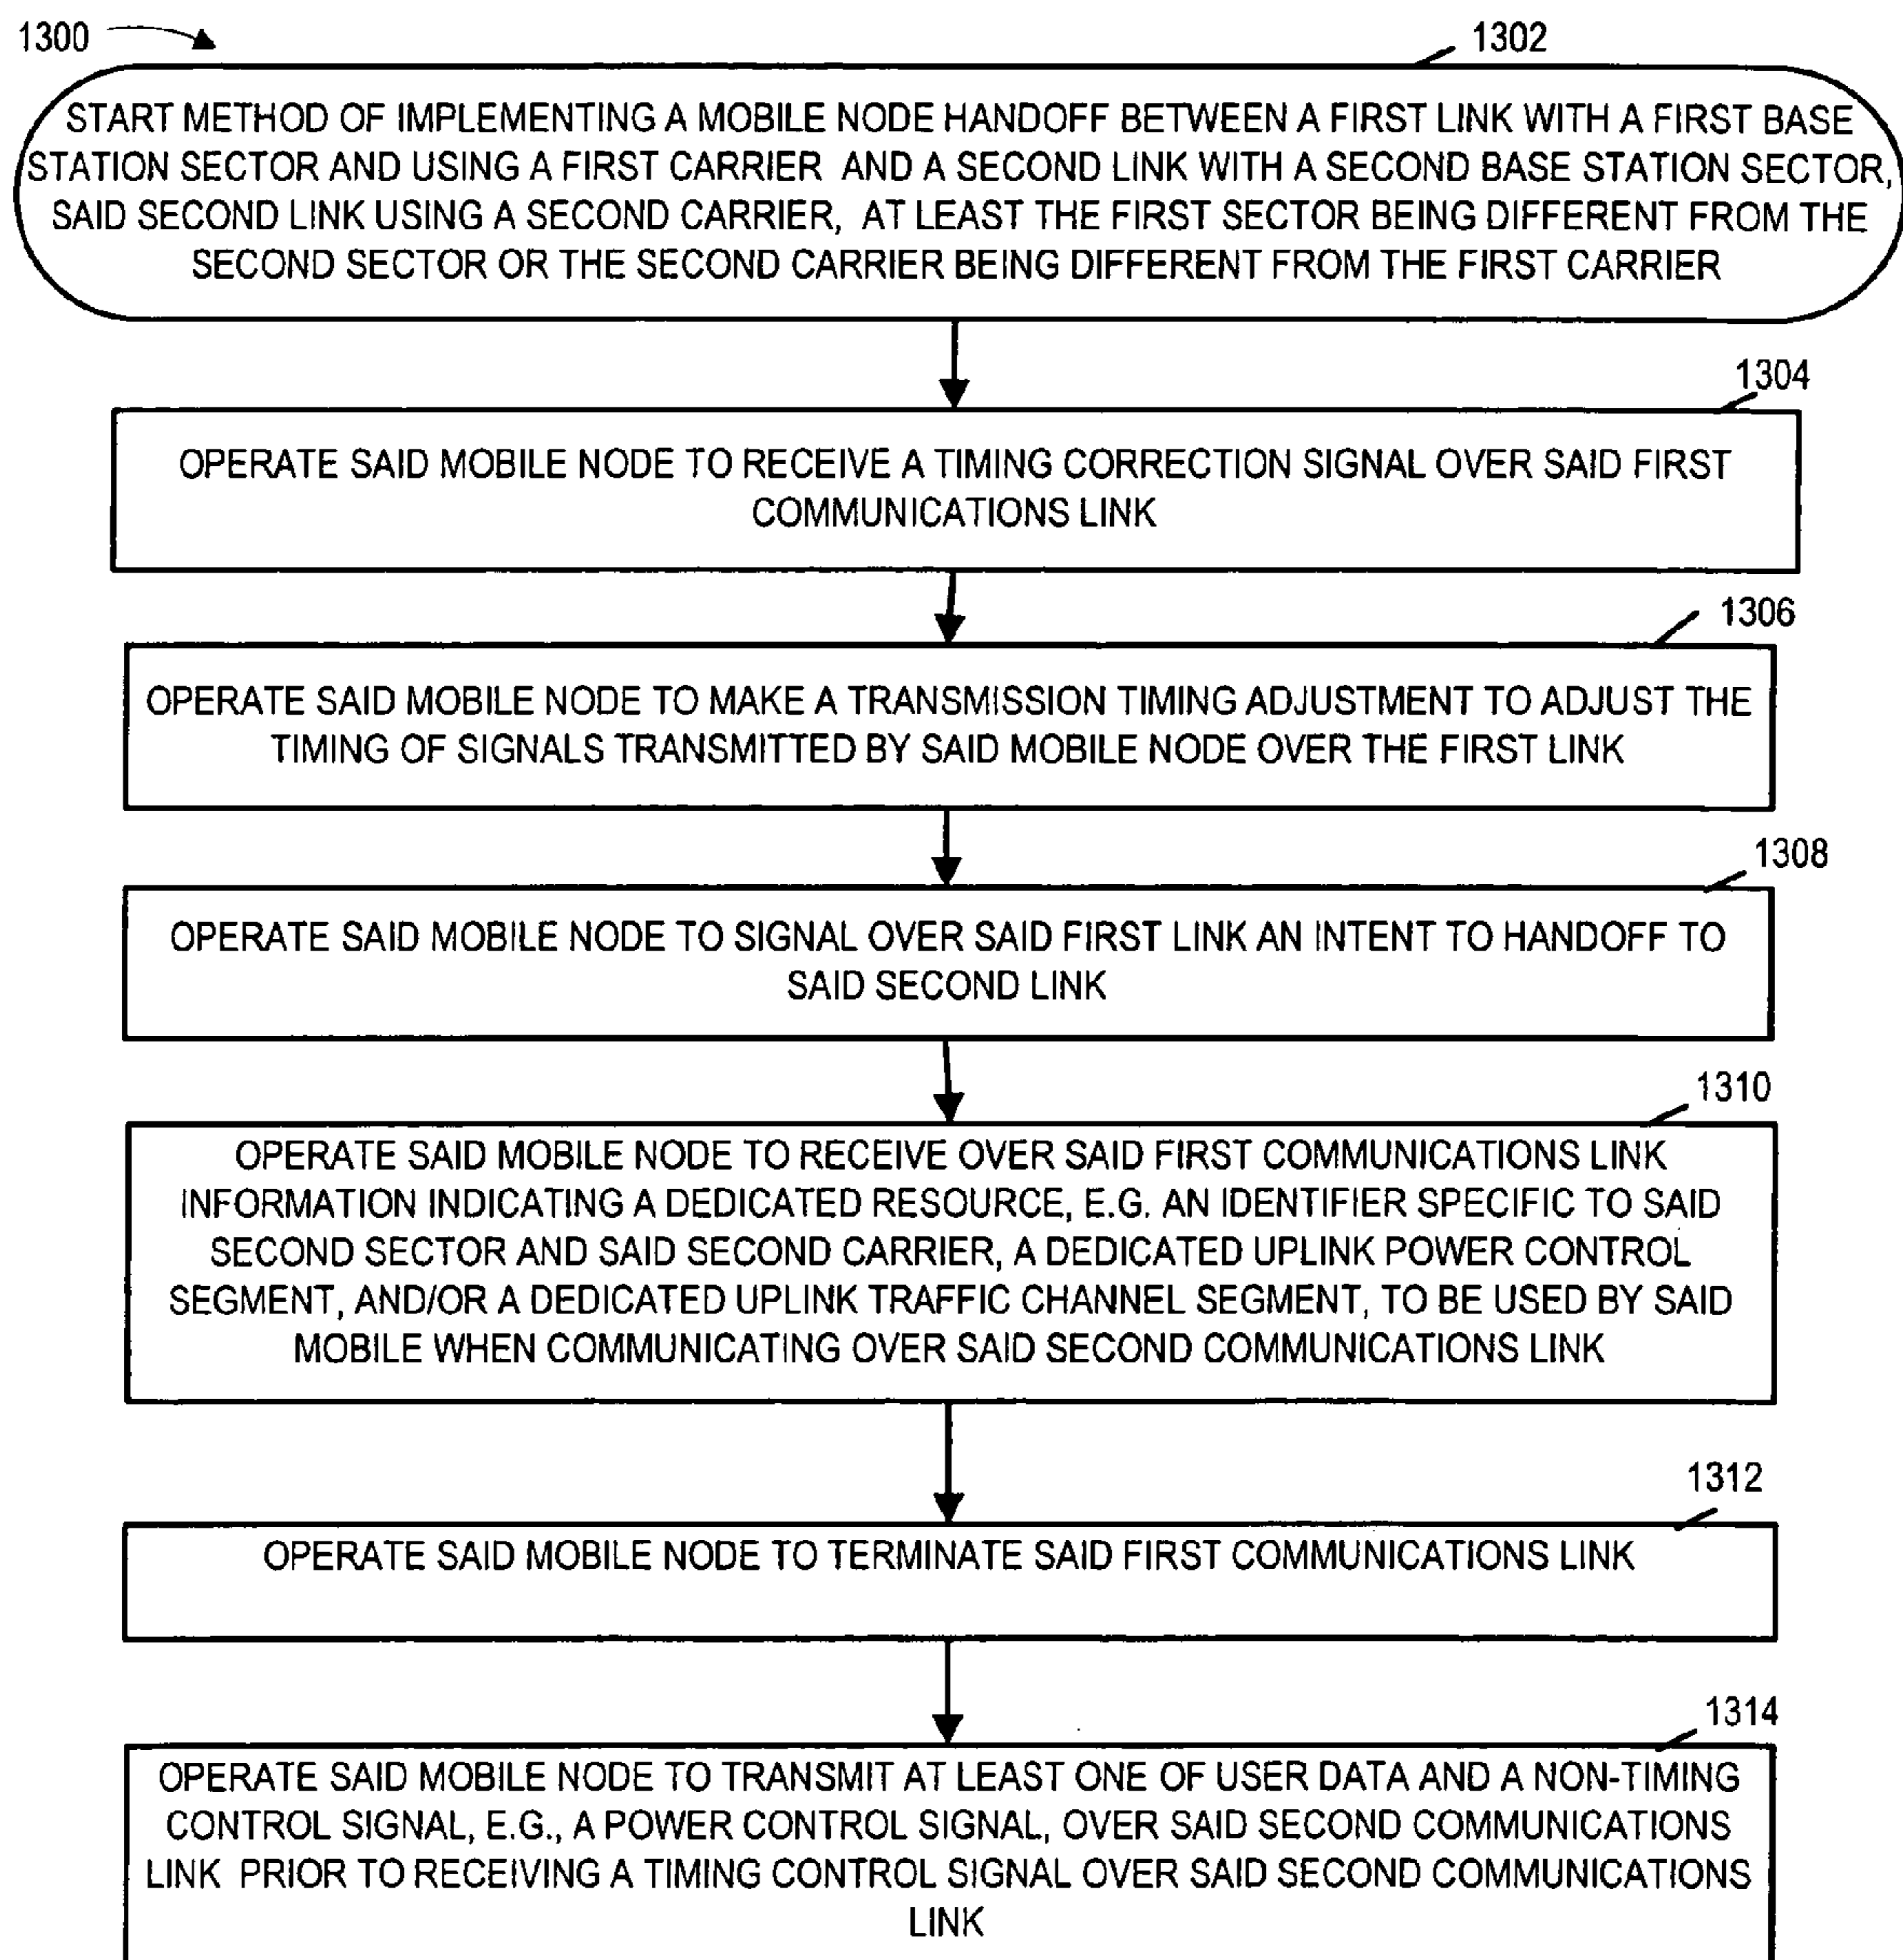 1300
1302
START METHOD OF IMPLEMENTING A MOBILE NODE HANDOFF BETWEEN A FIRST LINK WITH A FIRST BASE
STATION SECTOR AND USING A FIRST CARRIER AND A SECOND LINK WITH A SECOND BASE STATION SECTOR,
SAID SECOND LINK USING A SECOND CARRIER, AT LEAST THE FIRST SECTOR BEING DIFFERENT FROM THE
SECOND SECTOR OR THE SECOND CARRIER BEING DIFFERENT FROM THE FIRST CARRIER
1304
OPERATE SAID MOBILE NODE TO RECEIVE A TIMING CORRECTION SIGNAL OVER SAID FIRST
COMMUNICATIONS LINK
1306
OPERATE SAID MOBILE NODE TO MAKE A TRANSMISSION TIMING ADJUSTMENT TO ADJUST THE
TIMING OF SIGNALS TRANSMITTED BY SAID MOBILE NODE OVER THE FIRST LINK
1308
OPERATE SAID MOBILE NODE TO SIGNAL OVER SAID FIRST LINK AN INTENT TO HANDOFF TO
SAID SECOND LINK
1310
OPERATE SAID MOBILE NODE TO RECEIVE OVER SAID FIRST COMMUNICATIONS LINK
INFORMATION INDICATING A DEDICATED RESOURCE, E.G. AN IDENTIFIER SPECIFIC TO SAID
SECOND SECTOR AND SAID SECOND CARRIER, A DEDICATED UPLINK POWER CONTROL
SEGMENT, AND/OR A DEDICATED UPLINK TRAFFIC CHANNEL SEGMENT, TO BE USED BY SAID
MOBILE WHEN COMMUNICATING OVER SAID SECOND COMMUNICATIONS LINK
1312
OPERATE SAID MOBILE NODE TO TERMINATE SAID FIRST COMMUNICATIONS LINK
1314
OPERATE SAID MOBILE NODE TO TRANSMIT AT LEAST ONE OF USER DATA AND A NON-TIMING
CONTROL SIGNAL, E.G., A POWER CONTROL SIGNAL, OVER SAID SECOND COMMUNICATIONS
LINK PRIOR TO RECEIVING A TIMING CONTROL SIGNAL OVER SAID SECOND COMMUNICATIONS
LINK